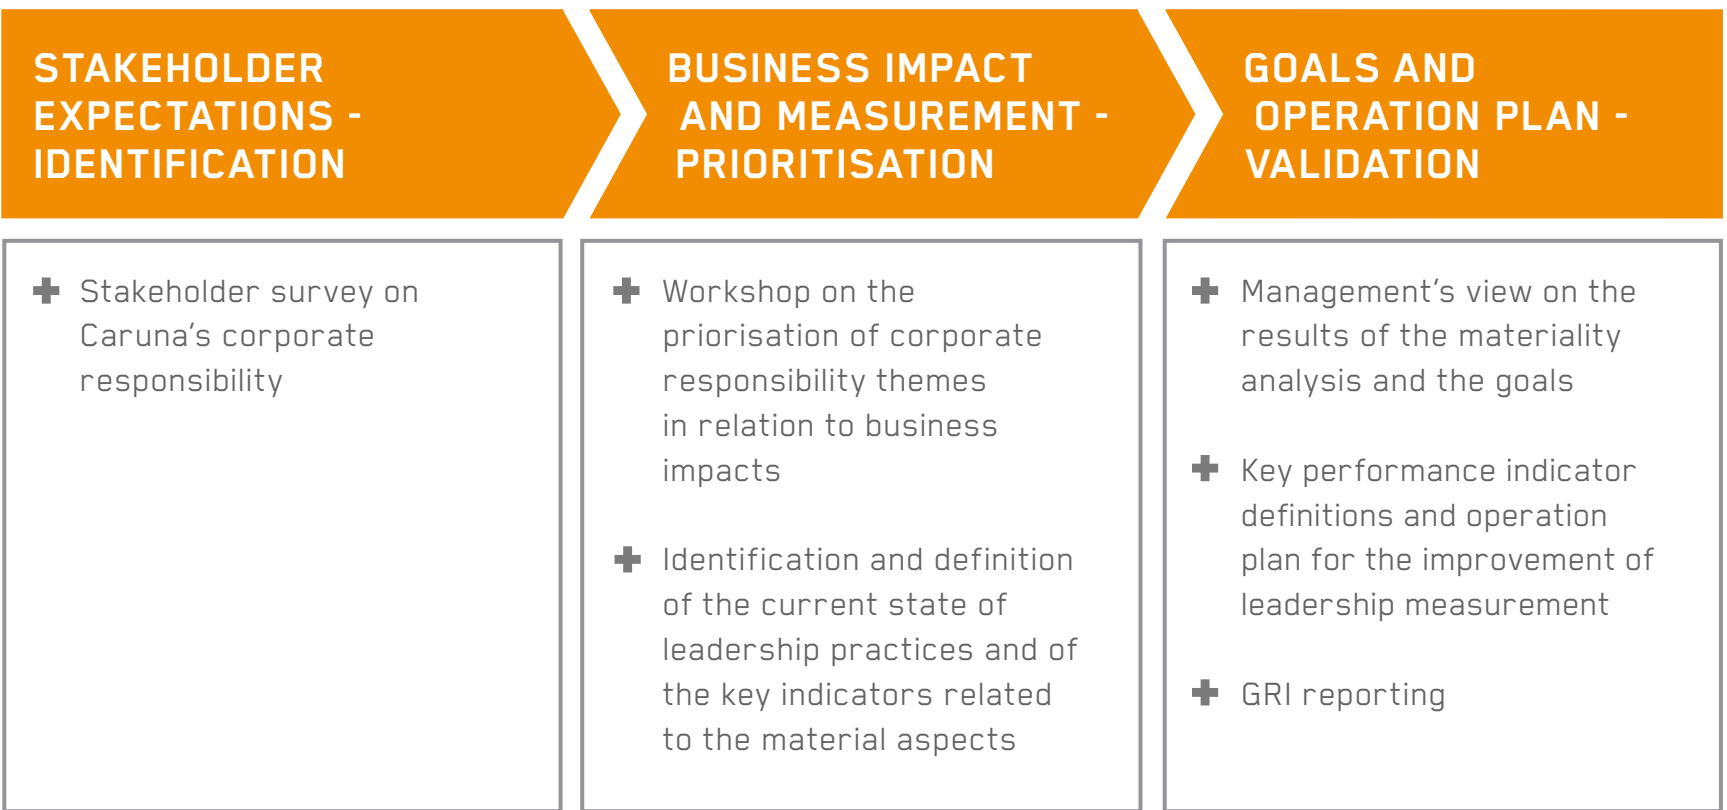 STAKEHOLDER
EXPECTATIONS -
IDENTIFICATION
Stakeholder survey on
Caruna's corporate
responsibility
BUSINESS IMPACT
AND MEASUREMENT -
PRIORITISATION
Workshop on the
priorisation of corporate
responsibility themes
in relation to business
impacts
Identification and definition
of the current state of
leadership practices and of
the key indicators related
to the material aspects
GOALS AND
OPERATION PLAN -
VALIDATION
Management's view on the
results of the materiality
analysis and the goals
Key performance indicator
definitions and operation
plan for the improvement of
leadership measurement
GRI reporting